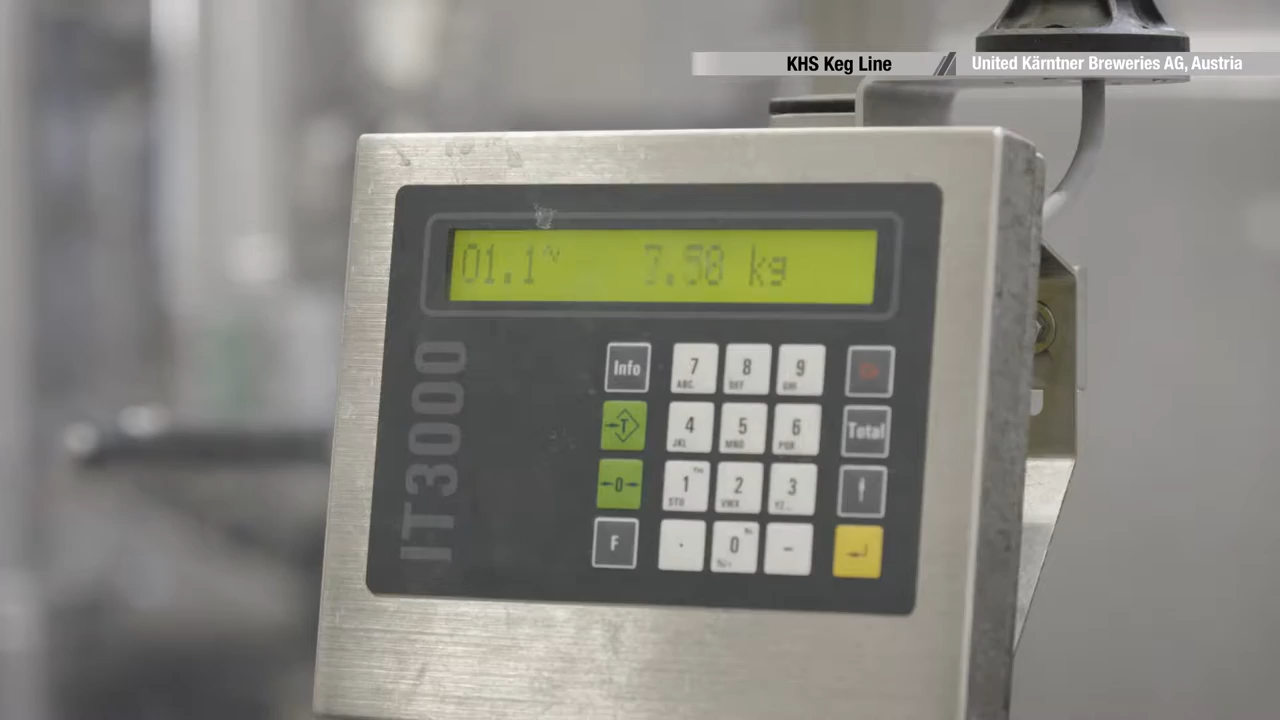 KHS Keg Line
United Kärntner Breweries AG, Austria
01.1 7.58 kg
IT3000
Info 7 ABC 8 DEF 9 GHI
→T← 4 JKL 5 MNO 6 PQR Total
→0← 1 STU 2 VWX 3 YZ..
F . 0 -